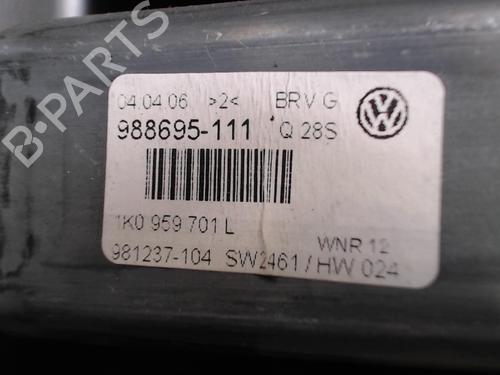 04.04.06 >2< BRV G
988695-111 Q 28S
1K0 959 701 L
WNR 12
981237-104 SW2461/HW 024
B-PARTS